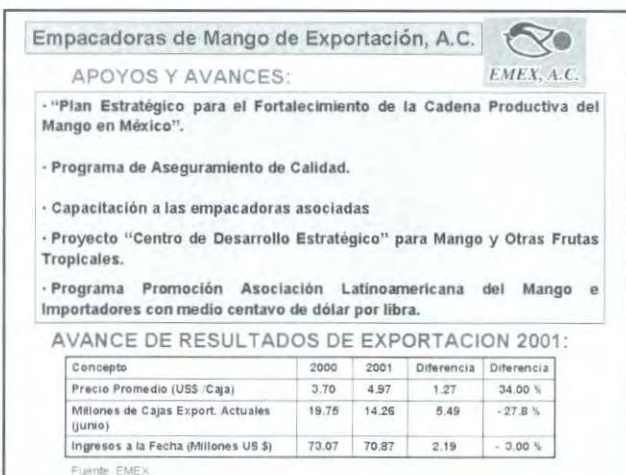 Empacadoras de Mango de Exportación, A.C.
EMEX, A.C.
APOYOS Y AVANCES:
· "Plan Estratégico para el Fortalecimiento de la Cadena Productiva del
Mango en México".
· Programa de Aseguramiento de Calidad.
· Capacitación a las empacadoras asociadas
· Proyecto "Centro de Desarrollo Estratégico" para Mango y Otras Frutas
Tropicales.
· Programa Promoción Asociación Latinoamericana del Mango e
Importadores con medio centavo de dólar por libra.
AVANCE DE RESULTADOS DE EXPORTACION 2001:
Concepto 2000 2001 Diferencia Diferencia
Precio Promedio (US$ /Caja) 3.70 4.97 1.27 34.00 %
Millones de Cajas Export. Actuales 19.75 14.26 5.49 - 27.8 %
(junio)
Ingresos a la Fecha (Millones US $) 73.07 70.87 2.19 - 3.00 %
Fuente: EMEX